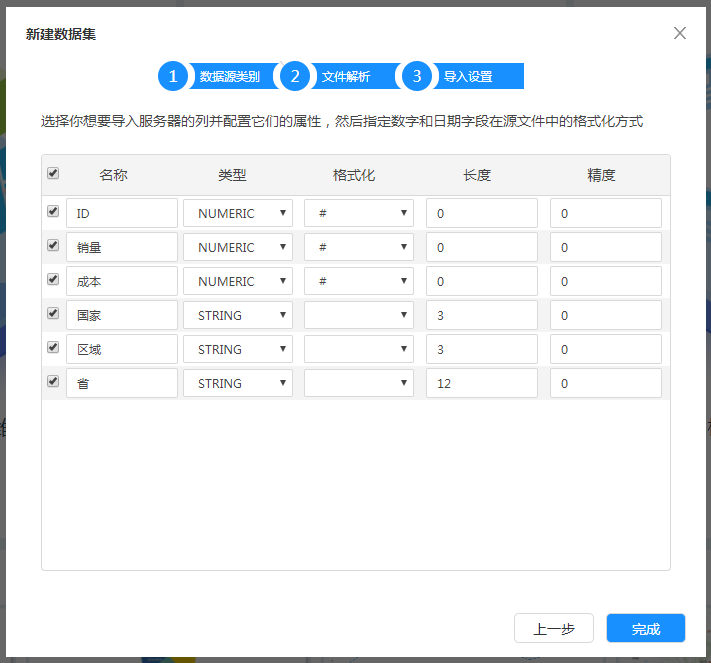 新建数据集
1 数据源类别 2 文件解析 3 导入设置
选择你想要导入服务器的列并配置它们的属性，然后指定数字和日期字段在源文件中的格式化方式
名称 类型 格式化 长度 精度
ID NUMERIC # 0 0
销量 NUMERIC # 0 0
成本 NUMERIC # 0 0
国家 STRING 3 0
区域 STRING 3 0
省 STRING 12 0
上一步 完成